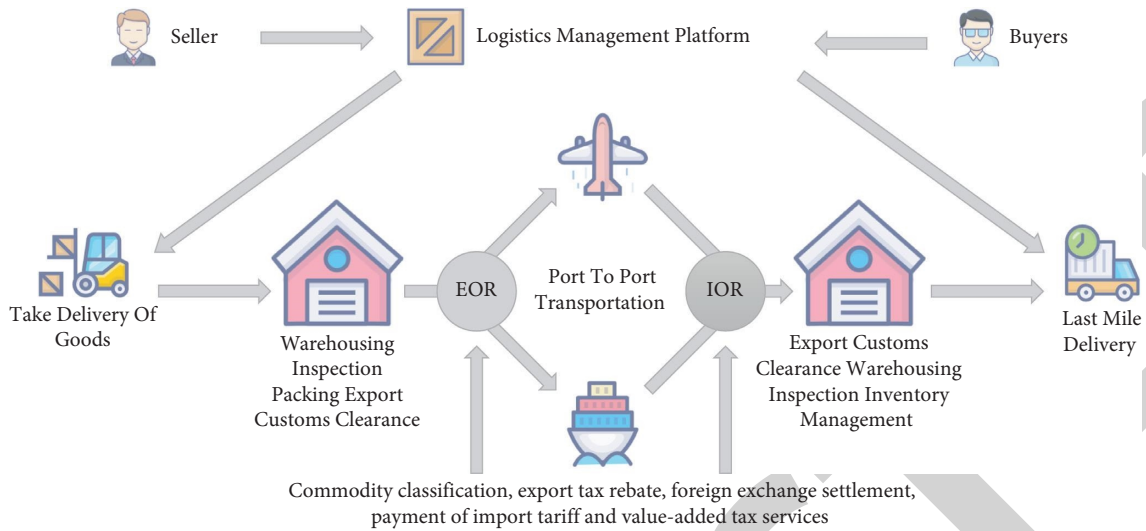 Seller
Logistics Management Platform
Buyers
Take Delivery Of
Goods
Warehousing
Inspection
Packing Export
Customs Clearance
EOR
Port To Port
Transportation
IOR
Export Customs
Clearance Warehousing
Inspection Inventory
Management
Last Mile
Delivery
Commodity classification, export tax rebate, foreign exchange settlement,
payment of import tariff and value-added tax services